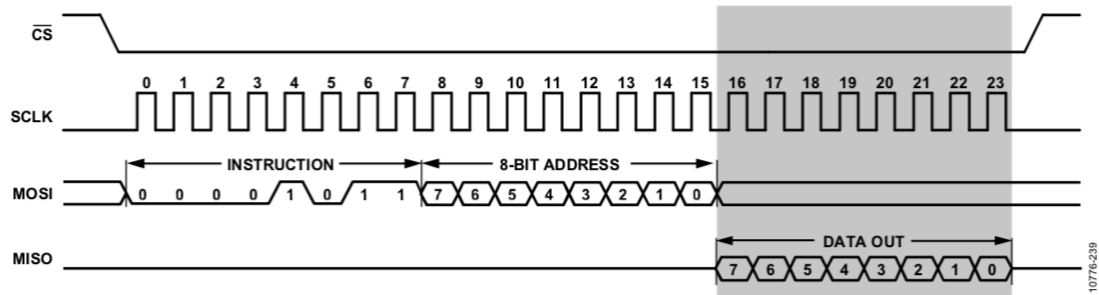 CS
0 1 2 3 4 5 6 7 8 9 10 11 12 13 14 15 16 17 18 19 20 21 22 23
SCLK
INSTRUCTION 8-BIT ADDRESS
MOSI 0 0 0 0 1 0 1 1 7 6 5 4 3 2 1 0
DATA OUT
MISO 7 6 5 4 3 2 1 0
10776-239